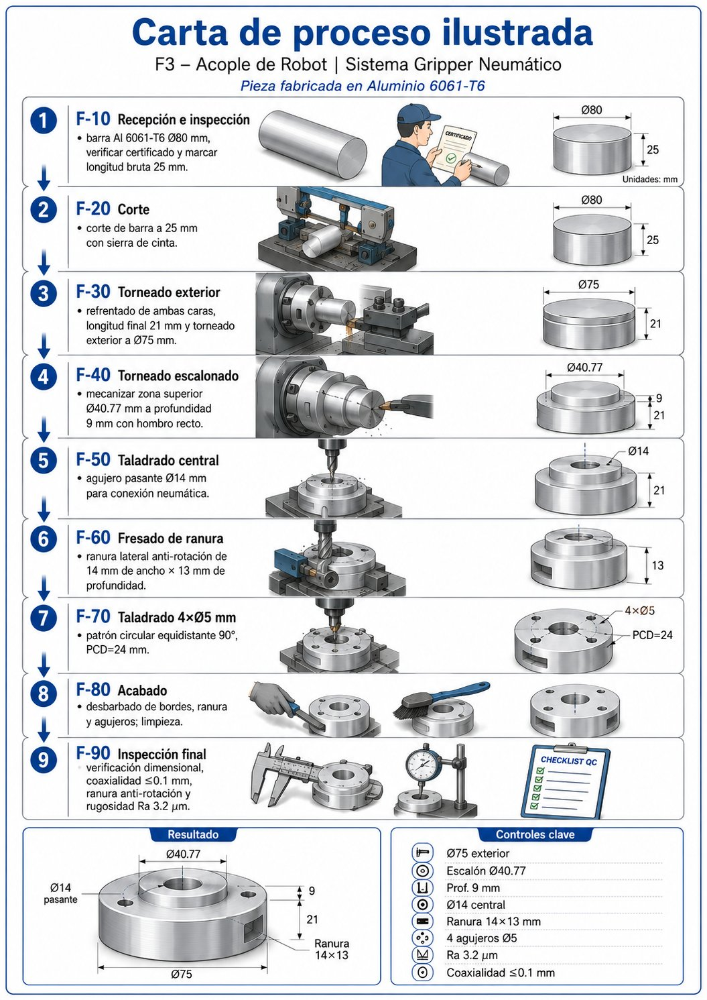 Carta de proceso ilustrada
F3 – Acople de Robot | Sistema Gripper Neumático
Pieza fabricada en Aluminio 6061-T6
1
F-10 Recepción e inspección
• barra Al 6061-T6 Ø80 mm,
verificar certificado y marcar
longitud bruta 25 mm.
CERTIFICADO
Ø80
25
Unidades: mm
2
F-20 Corte
• corte de barra a 25 mm
con sierra de cinta.
Ø80
25
3
F-30 Torneado exterior
• refrentado de ambas caras,
longitud final 21 mm y torneado
exterior a Ø75 mm.
Ø75
21
4
F-40 Torneado escalonado
• mecanizar zona superior
Ø40.77 mm a profundidad
9 mm con hombro recto.
Ø40.77
9
21
5
F-50 Taladrado central
• agujero pasante Ø14 mm
para conexión neumática.
Ø14
21
6
F-60 Fresado de ranura
• ranura lateral anti-rotación de
14 mm de ancho × 13 mm de
profundidad.
13
7
F-70 Taladrado 4×Ø5 mm
• patrón circular equidistante 90°,
PCD=24 mm.
4×Ø5
PCD=24
8
F-80 Acabado
• desbarbado de bordes, ranura
y agujeros; limpieza.
9
F-90 Inspección final
verificación dimensional,
coaxialidad ≤0.1 mm,
ranura anti-rotación y
rugosidad Ra 3.2 µm.
CHECKLIST QC
Resultado
Ø40.77
Ø14
pasante
9
21
Ranura
14×13
Ø75
Controles clave
Ø75 exterior
Escalón Ø40.77
Prof. 9 mm
Ø14 central
Ranura 14×13 mm
4 agujeros Ø5
Ra 3.2 µm
Coaxialidad ≤0.1 mm